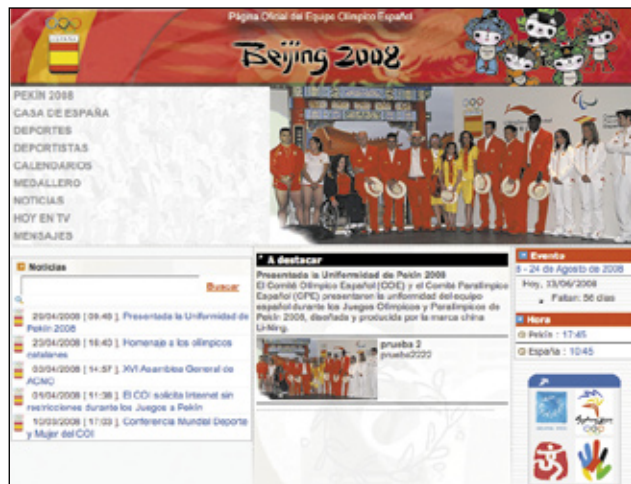 Página Oficial del Equipo Olímpico Español
Beijing 2008
ESPAÑA
PEKIN 2008
CASA DE ESPAÑA
DEPORTES
DEPORTISTAS
CALENDARIOS
MEDALLERO
NOTICIAS
HOY EN TV
MENSAJES
Noticias
Buscar
29/04/2008 [ 09:48 ], Presentada la Uniformidad de
Pekín 2008
23/04/2008 [ 18:40 ], Homenaje a los olímpicos
catalanes
03/04/2008 [ 14:57 ], XVI Asamblea General de
ACNO
01/04/2008 [ 11:38 ], El COI solicita Internet sin
restricciones durante los Juegos a Pekín
10/03/2008 [ 17:03 ], Conferencia Mundial Deporte
y Mujer del COI
A destacar
Presentada la Uniformidad de Pekín 2008
El Comité Olímpico Español (COE) y el Comité Paralímpico
Español (CPE) presentaron la uniformidad del equipo
español durante los Juegos Olímpicos y Paralímpicos de
Pekín 2008, diseñada y producida por la marca china
Li-Ning.
prueba 2
prueba2222
Evento
8 - 24 de Agosto de 2008
Hoy, 13/06/2008
Faltan: 56 días
Hora
Pekín : 17:45
España : 10:45